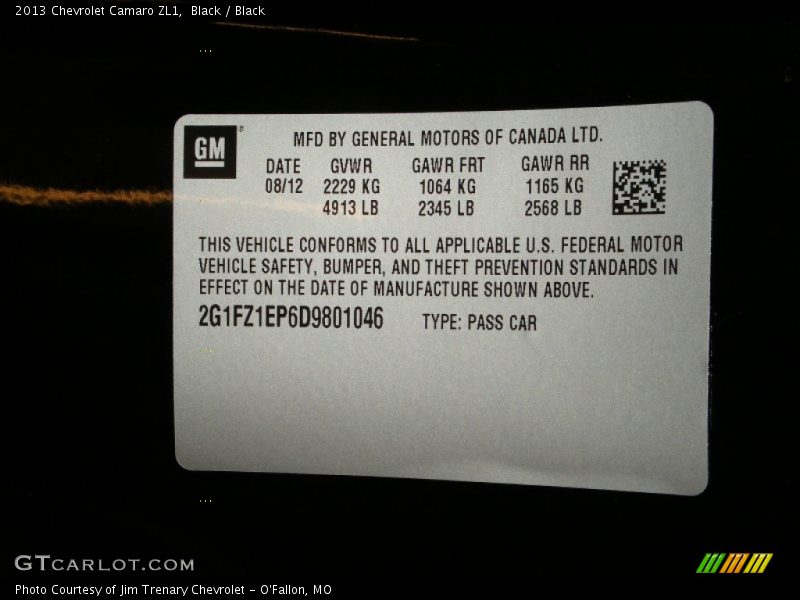 2013 Chevrolet Camaro ZL1, Black / Black
...
GM®
MFD BY GENERAL MOTORS OF CANADA LTD.
DATE GVWR GAWR FRT GAWR RR
08/12 2229 KG 1064 KG 1165 KG
4913 LB 2345 LB 2568 LB
THIS VEHICLE CONFORMS TO ALL APPLICABLE U.S. FEDERAL MOTOR
VEHICLE SAFETY, BUMPER, AND THEFT PREVENTION STANDARDS IN
EFFECT ON THE DATE OF MANUFACTURE SHOWN ABOVE.
2G1FZ1EP6D9801046 TYPE: PASS CAR
...
GTCARLOT.COM
Photo Courtesy of Jim Trenary Chevrolet - O'Fallon, MO